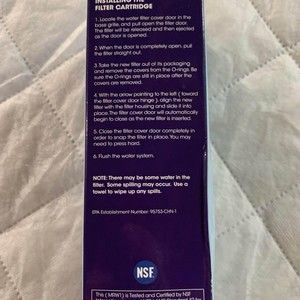 INSTALLING THE
FILTER CARTRIDGE
1. Locate the water filter cover door in the
base grille, and pull open the filter door.
The filter will be released and then ejected
as the door is opened.
2. When the door is completely open, pull
the filter straight out.
3. Take the new filter out of its packaging
and remove the covers from the O-rings. Be
sure the O-rings are still in place after the
covers are removed.
4. With the arrow pointing to the left ( toward
the filter cover door hinge ), align the new
filter with the filter housing and slide it into
place. The filter cover door will automatically
begin to close as the new filter is inserted.
5. Close the filter cover door completely in
order to snap the filter in place. You may
need to press hard.
6. Flush the water system.
NOTE: There may be some water in the
filter. Some spilling may occur. Use a
towel to wipe up any spills.
EPA Establishment Number: 95753-CHN-1
NSF
This ( MRW1 ) is Tested and Certified by NSF